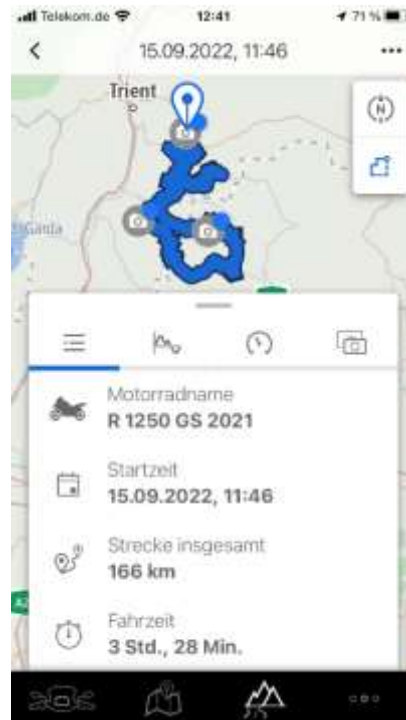 Telekom.de 12:41 71 %
15.09.2022, 11:46
Trient
N
Garda
Motorradname
R 1250 GS 2021
Startzeit
15.09.2022, 11:46
Strecke insgesamt
166 km
Fahrzeit
3 Std., 28 Min.